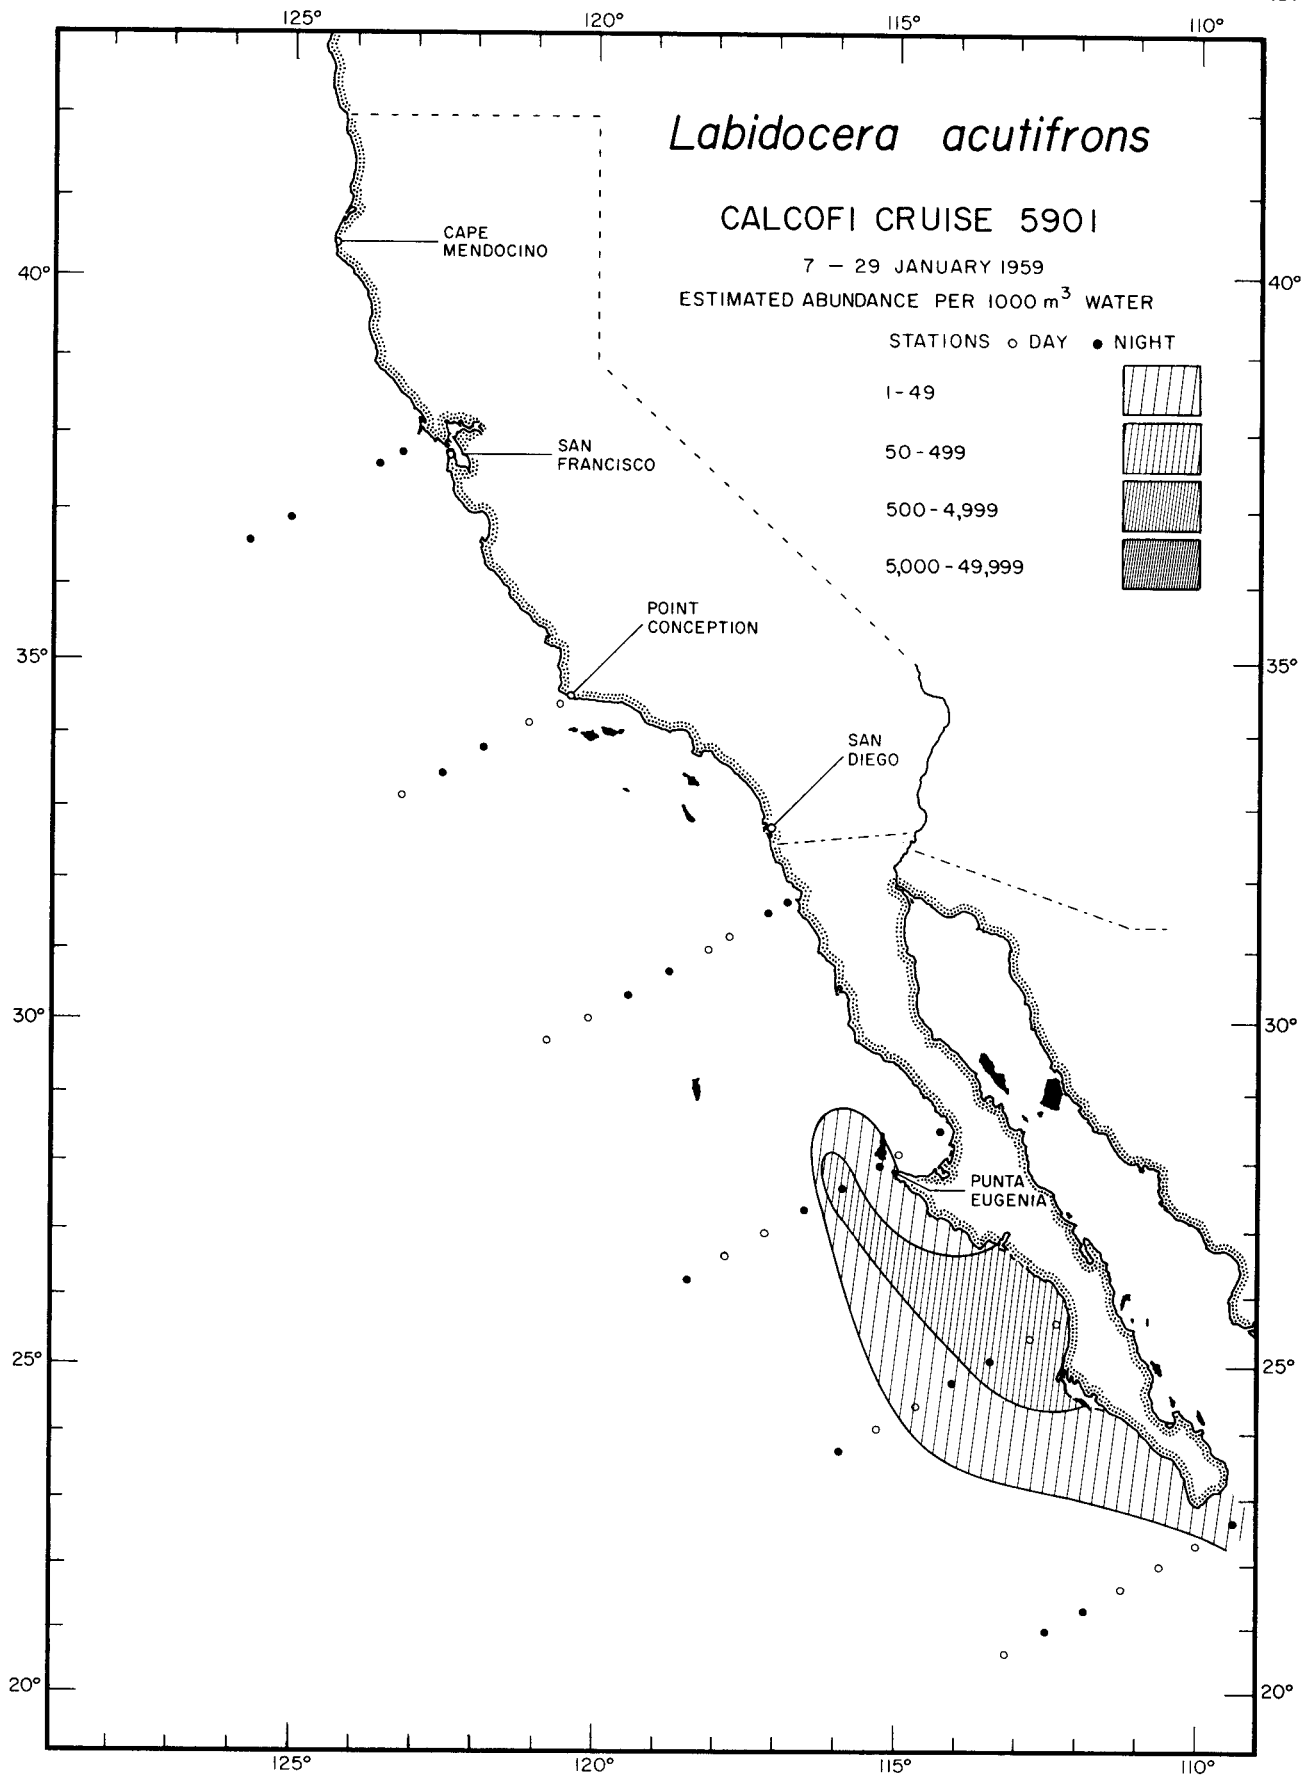 125° 120° 115° 110°
Labidocera acutifrons
CALCOFI CRUISE 5901
7 – 29 JANUARY 1959
ESTIMATED ABUNDANCE PER 1000 m³ WATER
STATIONS ○ DAY ● NIGHT
1-49
50-499
500-4,999
5,000-49,999
CAPE
MENDOCINO
40° 40°
SAN
FRANCISCO
POINT
CONCEPTION
35° 35°
SAN
DIEGO
30° 30°
PUNTA
EUGENIA
25° 25°
20° 20°
125° 120° 115° 110°